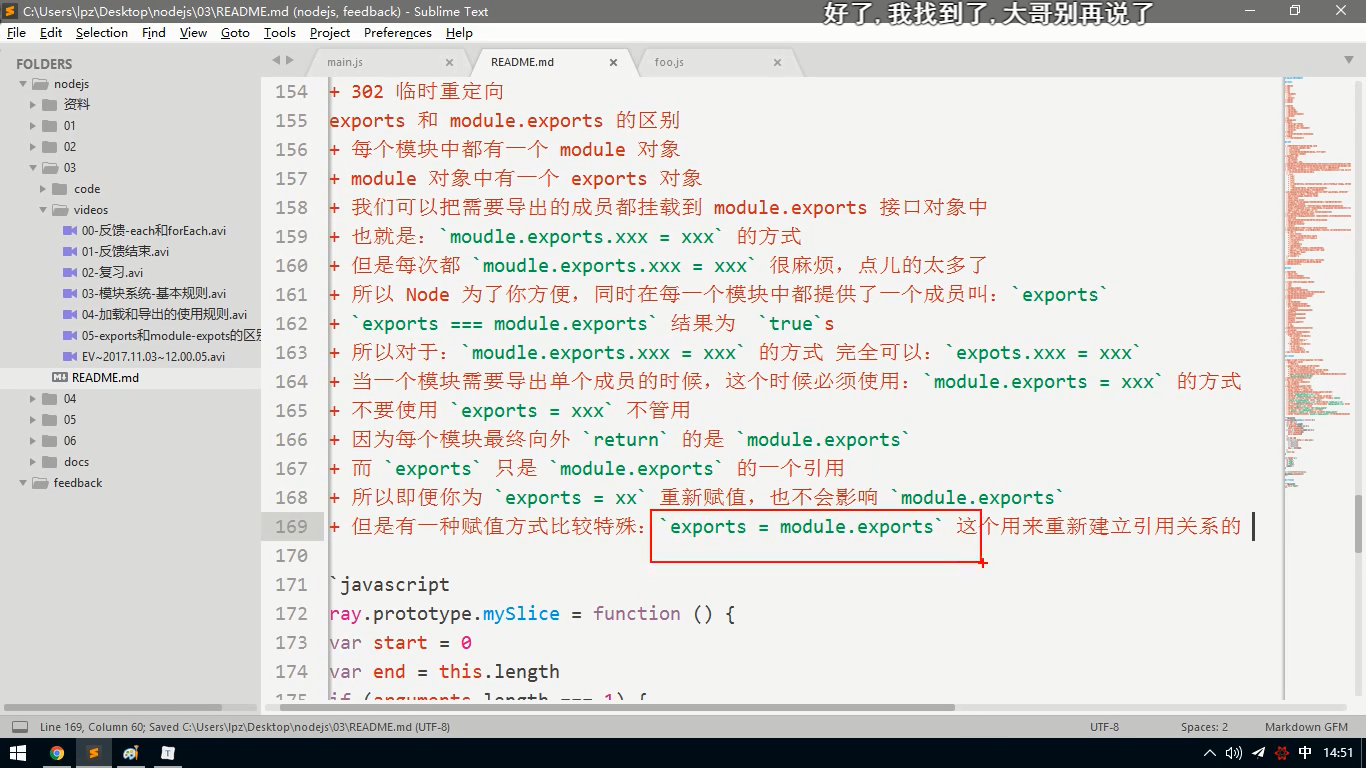 C:\Users\lpz\Desktop\nodejs\03\README.md (nodejs, feedback) - Sublime Text
好了,我找到了,大哥别再说了
File Edit Selection Find View Goto Tools Project Preferences Help
FOLDERS
nodejs
资料
01
02
03
code
videos
00-反馈-each和forEach.avi
01-反馈结束.avi
02-复习.avi
03-模块系统-基本规则.avi
04-加载和导出的使用规则.avi
05-exports和module-expots的区别
EV~2017.11.03~12.00.05.avi
README.md
04
05
06
docs
feedback
main.js × README.md × foo.js ×
154 + 302 临时重定向
155 exports 和 module.exports 的区别
156 + 每个模块中都有一个 module 对象
157 + module 对象中有一个 exports 对象
158 + 我们可以把需要导出的成员都挂载到 module.exports 接口对象中
159 + 也就是：`moudle.exports.xxx = xxx` 的方式
160 + 但是每次都 `moudle.exports.xxx = xxx` 很麻烦，点儿的太多了
161 + 所以 Node 为了你方便，同时在每一个模块中都提供了一个成员叫：`exports`
162 + `exports === module.exports` 结果为  `true`s
163 + 所以对于：`moudle.exports.xxx = xxx` 的方式 完全可以：`expots.xxx = xxx`
164 + 当一个模块需要导出单个成员的时候，这个时候必须使用：`module.exports = xxx` 的方式
165 + 不要使用 `exports = xxx` 不管用
166 + 因为每个模块最终向外 `return` 的是 `module.exports`
167 + 而 `exports` 只是 `module.exports` 的一个引用
168 + 所以即便你为 `exports = xx` 重新赋值，也不会影响 `module.exports`
169 + 但是有一种赋值方式比较特殊：`exports = module.exports` 这个用来重新建立引用关系的
170
171 `javascript
172 ray.prototype.mySlice = function () {
173 var start = 0
174 var end = this.length
175 if (arguments.length === 1) {
Line 169, Column 60; Saved C:\Users\lpz\Desktop\nodejs\03\README.md (UTF-8) UTF-8 Spaces: 2 Markdown GFM
中 14:51